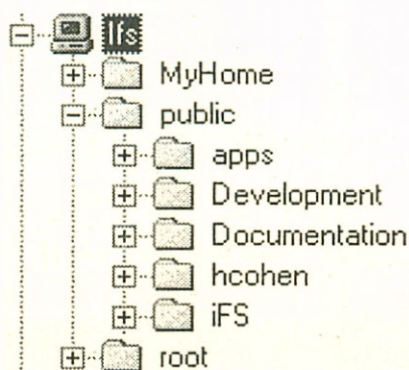 Ifs
MyHome
public
apps
Development
Documentation
hcohen
iFS
root